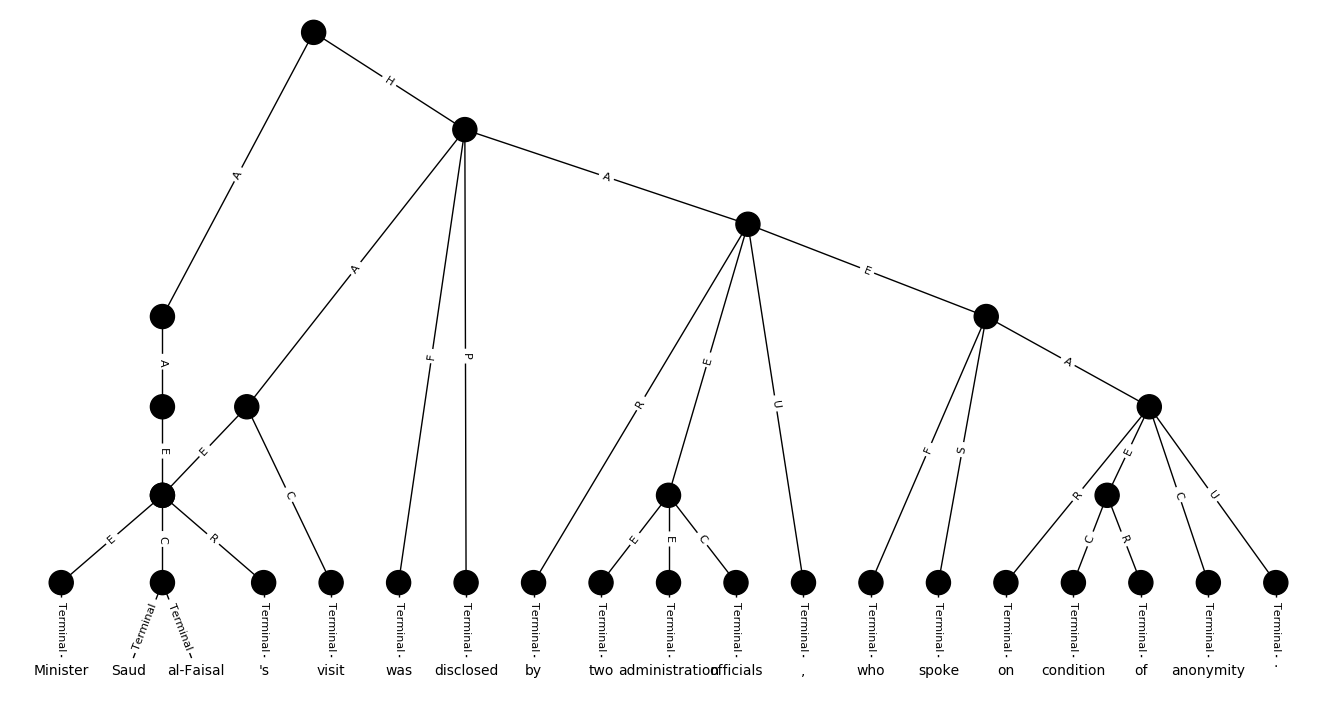 H
A
A
A
E
A
F
P
R
E
U
A
A
E
E
C
F
S
R
E
C
U
E
C
R
E
E
C
C
R
Terminal Terminal Terminal Terminal Terminal Terminal Terminal Terminal Terminal Terminal Terminal Terminal Terminal Terminal Terminal Terminal Terminal Terminal Terminal
Minister Saud al-Faisal 's visit was disclosed by two administration officials , who spoke on condition of anonymity .